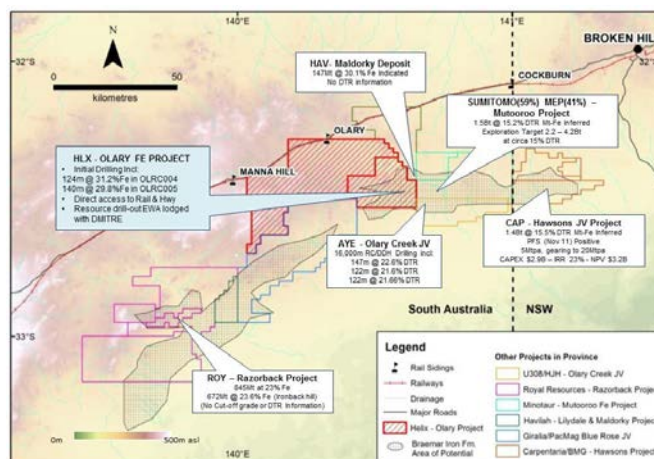 140°E
141°E
BROKEN HILL
32°S
32°
N
0
50
kilometres
COCKBURN
HAV- Maldorky Deposit
147Mt @ 30.1% Fe Indicated
No DTR information
SUMITOMO(59%) MEP(41%) –
Mutooroo Project
1.5Bt @ 15.2% DTR Mt-Fe inferred
Exploration Target 2.2 – 4.2Bt
at circa 15% DTR
OLARY
HLX - OLARY FE PROJECT
• Initial Drilling Incl:
124m @ 31.2%Fe in OLRC004
140m @ 29.8%Fe in OLRC005
• Direct access to Rail & Hwy
• Resource drill-out EWA lodged
with DMITRE
MANNA HILL
CAP - Hawsons JV Project
1.4Bt @ 15.5% DTR Mt-Fe Inferred
PFS (Nov 11) Positive
5Mtpa, gearing to 20Mtpa
CAPEX $2.9B – IRR 23% - NPV $3.2B
AYE - Olary Creek JV
16,000m RC/DDH Drilling incl:
147m @ 22.6% DTR
122m @ 21.6% DTR
122m @ 21.66% DTR
South Australia
NSW
33°S
ROY – Razorback Project
845Mt @ 23% Fe
672Mt @ 23.6% Fe (Ironback hill)
(No Cut-off grade or DTR Information)
Legend
Rail Sidings
Railways
Drainage
Major Roads
Helix - Olary Project
Braemar Iron Fm.
Area of Potential
Other Projects in Province
U308/HJH - Olary Creek JV
Royal Resources - Razorback Project
Minotaur - Mutooroo Fe Project
Havilah - Lilydale & Maldorky Project
Giralia/PacMag Blue Rose JV
Carpentaria/BMG - Hawsons Project
0m
500m asl
140°E